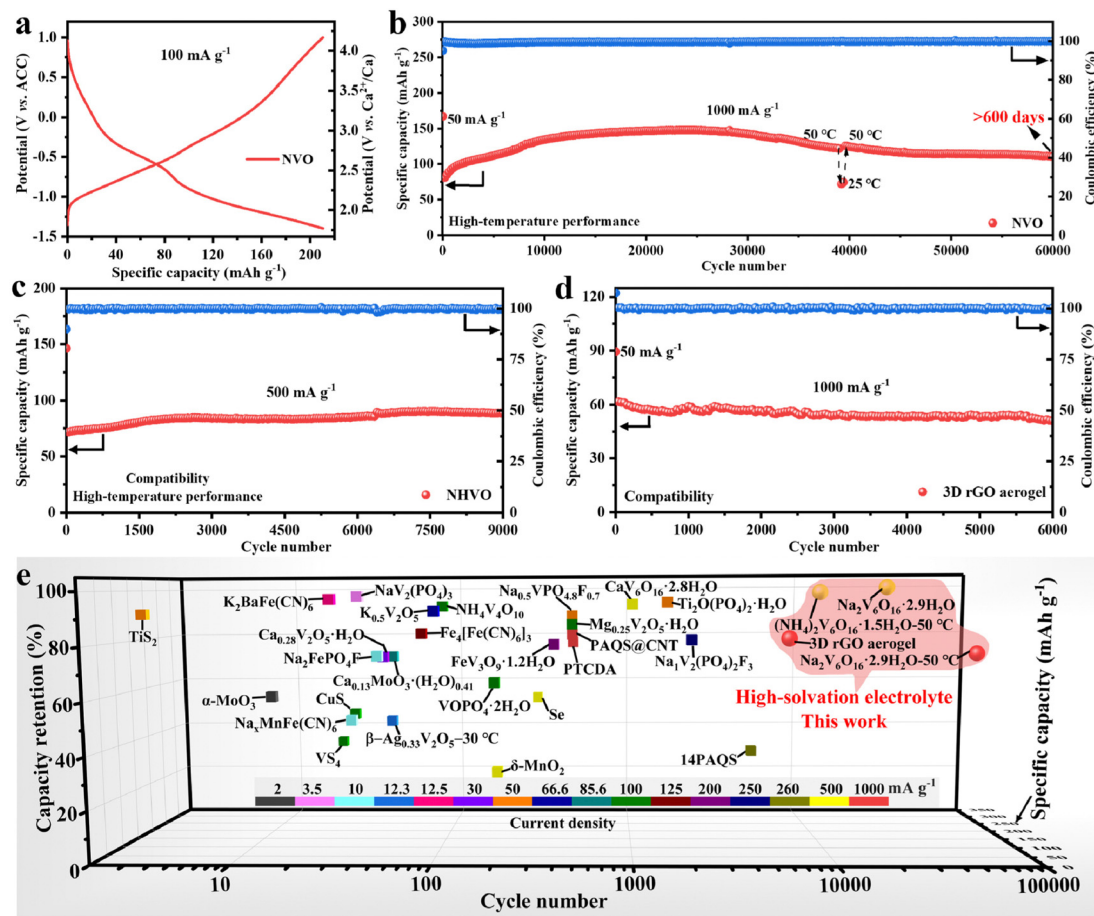 a
100 mA g⁻¹
NVO
Potential (V vs. ACC)
1.0
0.5
0.0
-0.5
-1.0
-1.5
Potential (V vs. Ca²⁺/Ca)
4.0
3.5
3.0
2.5
2.0
0 40 80 120 160 200
Specific capacity (mAh g⁻¹)
b
Specific capacity (mAh g⁻¹)
300
250
200
150
100
50
0
50 mA g⁻¹
1000 mA g⁻¹
50 °C 50 °C
25 °C
>600 days
High-temperature performance
NVO
Coulombic efficiency (%)
100
80
60
40
20
0
0 10000 20000 30000 40000 50000 60000
Cycle number
c
Specific capacity (mAh g⁻¹)
200
175
150
125
100
75
50
25
0
500 mA g⁻¹
Compatibility
High-temperature performance
NHVO
Coulombic efficiency (%)
100
75
50
25
0
0 1500 3000 4500 6000 7500 9000
Cycle number
d
Specific capacity (mAh g⁻¹)
120
90
60
30
0
50 mA g⁻¹
1000 mA g⁻¹
Compatibility
3D rGO aerogel
Coulombic efficiency (%)
100
75
50
25
0
0 1000 2000 3000 4000 5000 6000
Cycle number
e
Capacity retention (%)
100
80
60
40
20
0
TiS₂
K₂BaFe(CN)₆
NaV₂(PO₄)₃
K₀.₅V₂O₅
NH₄V₄O₁₀
Na₀.₅VPO₄.₈F₀.₇
CaV₆O₁₆·2.8H₂O
Ti₂O(PO₄)₂·H₂O
Mg₀.₂₅V₂O₅·H₂O
Fe₄[Fe(CN)₆]₃
PAQS@CNT
Ca₀.₂₈V₂O₅·H₂O
Na₂FePO₄F
FeV₃O₉·1.2H₂O
PTCDA
Na₁V₂(PO₄)₂F₃
Ca₀.₁₃MoO₃·(H₂O)₀.₄₁
α-MoO₃
CuS
VOPO₄·2H₂O
Se
NaₓMnFe(CN)₆
β–Ag₀.₃₃V₂O₅–30 °C
VS₄
δ-MnO₂
14PAQS
Na₂V₆O₁₆·2.9H₂O
(NH₄)₂V₆O₁₆·1.5H₂O-50 °C
3D rGO aerogel
Na₂V₆O₁₆·2.9H₂O-50 °C
High-solvation electrolyte
This work
2 3.5 10 12.3 12.5 30 50 66.6 85.6 100 125 200 250 260 500 1000 mA g⁻¹
Current density
Specific capacity (mAh g⁻¹)
350
300
250
200
150
100
50
0
10 100 1000 10000 100000
Cycle number